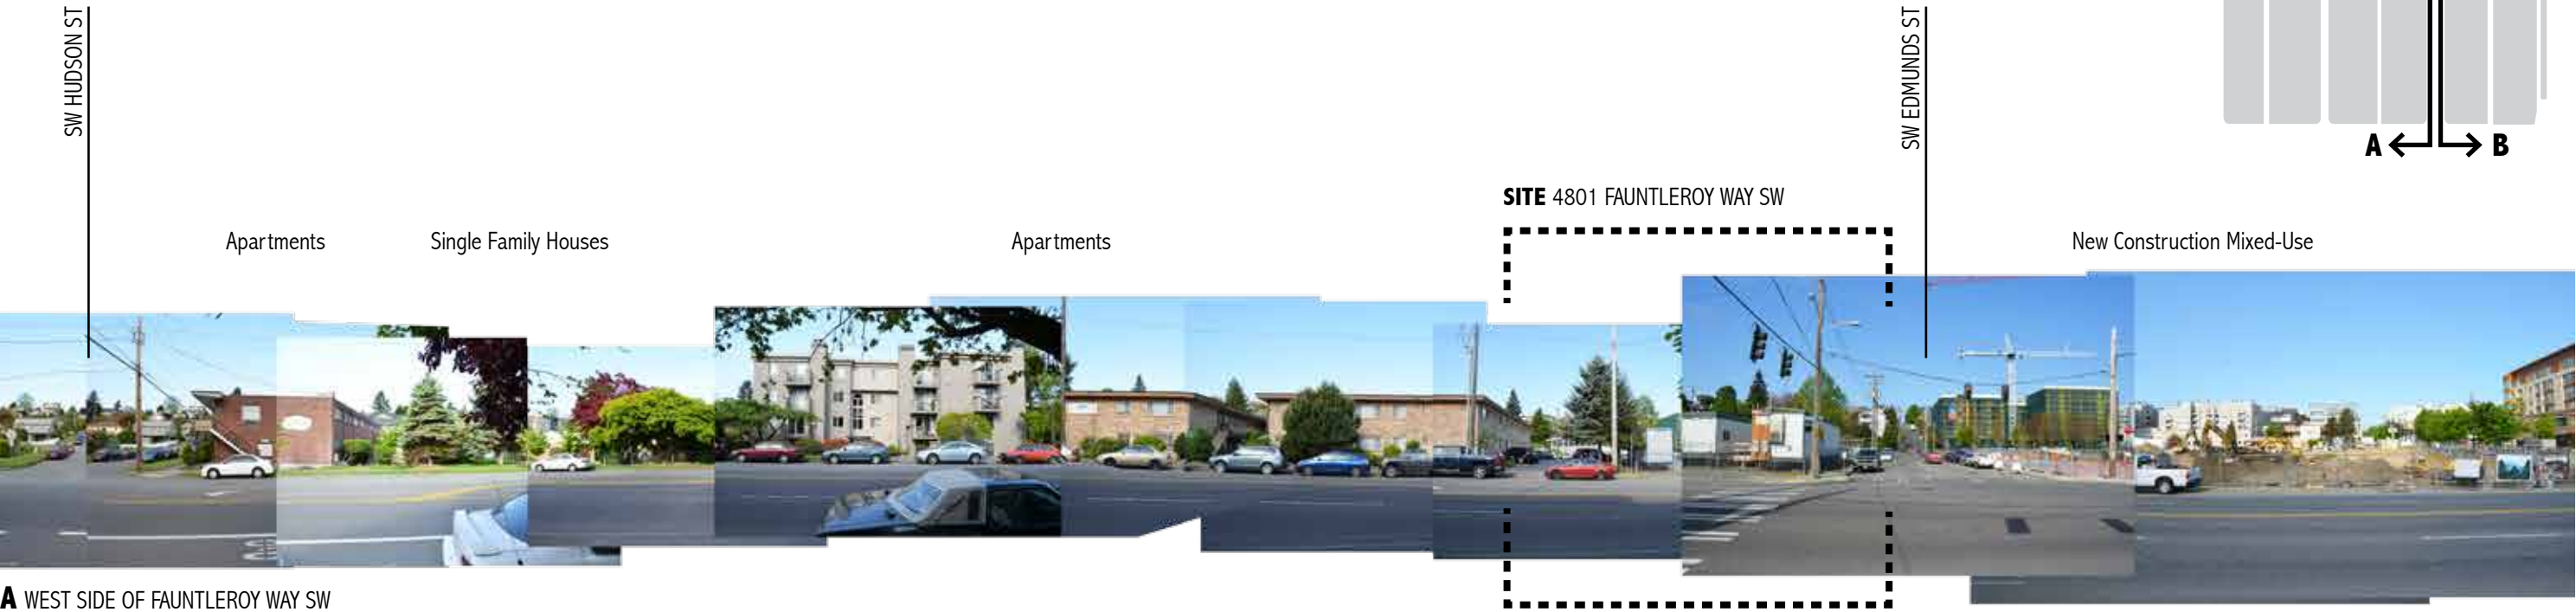 SW HUDSON ST
SW EDMUNDS ST
A
B
SITE 4801 FAUNTLEROY WAY SW
Apartments
Single Family Houses
Apartments
New Construction Mixed-Use
A WEST SIDE OF FAUNTLEROY WAY SW